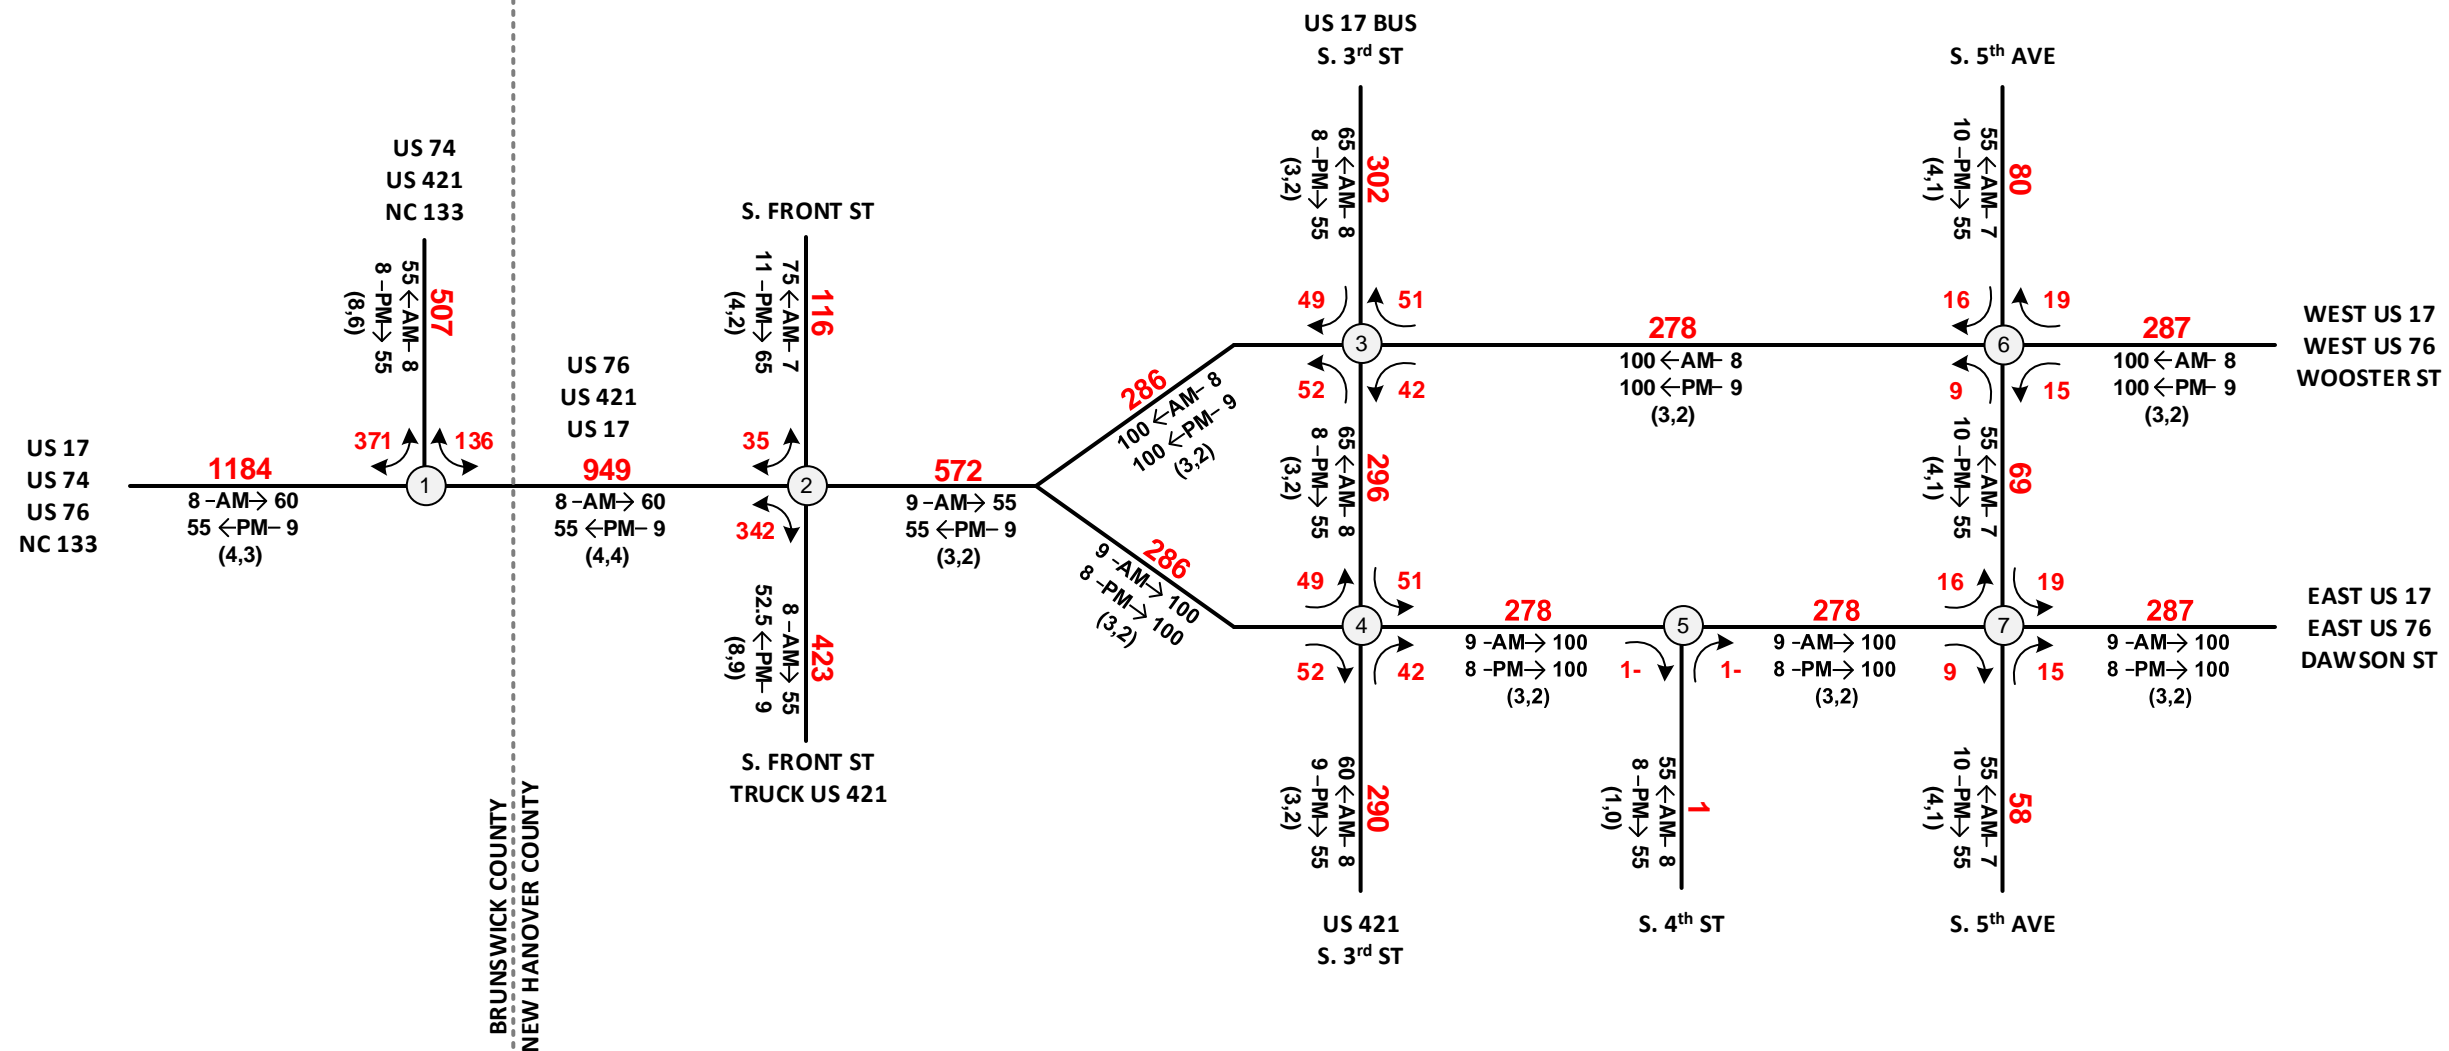 US 17 BUS
S. 3rd ST
S. 5th AVE
US 74
US 421
NC 133
S. FRONT ST
302
65 ←AM– 8
8 –PM→ 55
(3,2)
80
55 ←AM– 7
10 –PM→ 55
(4,1)
507
55 ←AM– 8
8 –PM→ 55
(8,6)
116
75 ←AM– 7
11 –PM→ 65
(4,2)
49
51
16
19
278
287
100 ←AM– 8
100 ←PM– 9
(3,2)
100 ←AM– 8
100 ←PM– 9
(3,2)
WEST US 17
WEST US 76
WOOSTER ST
3
6
52
42
9
15
286
100 ←AM– 8
100 ←PM– 9
(3,2)
US 76
US 421
US 17
US 17
US 74
US 76
NC 133
371
136
35
1184
8 –AM→ 60
55 ←PM– 9
(4,3)
1
949
8 –AM→ 60
55 ←PM– 9
(4,4)
2
572
9 –AM→ 55
55 ←PM– 9
(3,2)
342
296
65 ←AM– 8
8 –PM→ 55
(3,2)
69
55 ←AM– 7
10 –PM→ 55
(4,1)
286
9 –AM→ 100
8 –PM→ 100
(3,2)
423
8 –AM→ 55
52.5 ←PM– 9
(8,9)
49
51
16
19
278
278
287
4
5
7
9 –AM→ 100
8 –PM→ 100
(3,2)
9 –AM→ 100
8 –PM→ 100
(3,2)
9 –AM→ 100
8 –PM→ 100
(3,2)
EAST US 17
EAST US 76
DAWSON ST
52
42
1-
1-
9
15
S. FRONT ST
TRUCK US 421
290
60 ←AM– 8
9 –PM→ 55
(3,2)
1
55 ←AM– 8
8 –PM→ 55
(1,0)
58
55 ←AM– 7
10 –PM→ 55
(4,1)
BRUNSWICK COUNTY
NEW HANOVER COUNTY
US 421
S. 3rd ST
S. 4th ST
S. 5th AVE